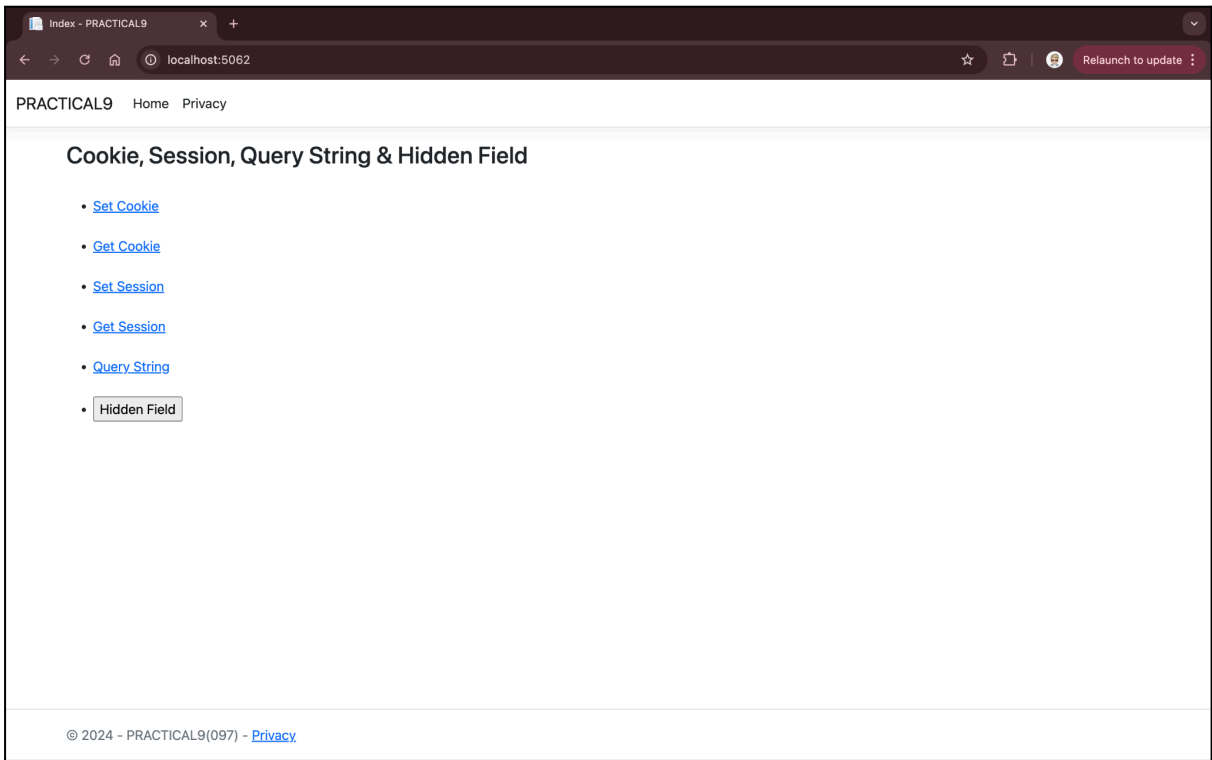 Index - PRACTICAL9
localhost:5062
Relaunch to update
PRACTICAL9 Home Privacy
Cookie, Session, Query String & Hidden Field
• Set Cookie
• Get Cookie
• Set Session
• Get Session
• Query String
• Hidden Field
© 2024 - PRACTICAL9(097) - Privacy